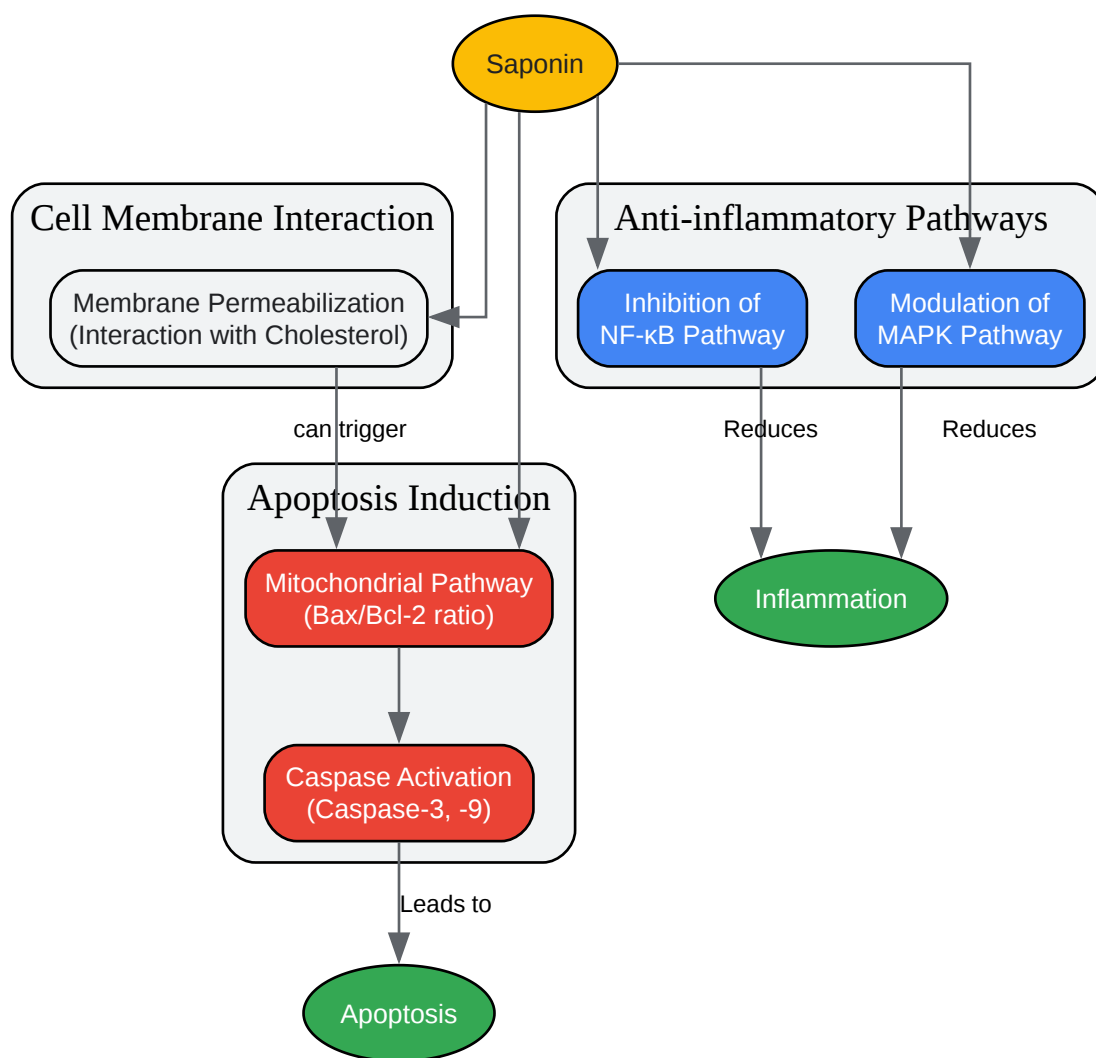 Saponin
Cell Membrane Interaction
Membrane Permeabilization
(Interaction with Cholesterol)
Anti-inflammatory Pathways
Inhibition of
NF-κB Pathway
Modulation of
MAPK Pathway
can trigger
Reduces
Reduces
Apoptosis Induction
Mitochondrial Pathway
(Bax/Bcl-2 ratio)
Inflammation
Caspase Activation
(Caspase-3, -9)
Leads to
Apoptosis